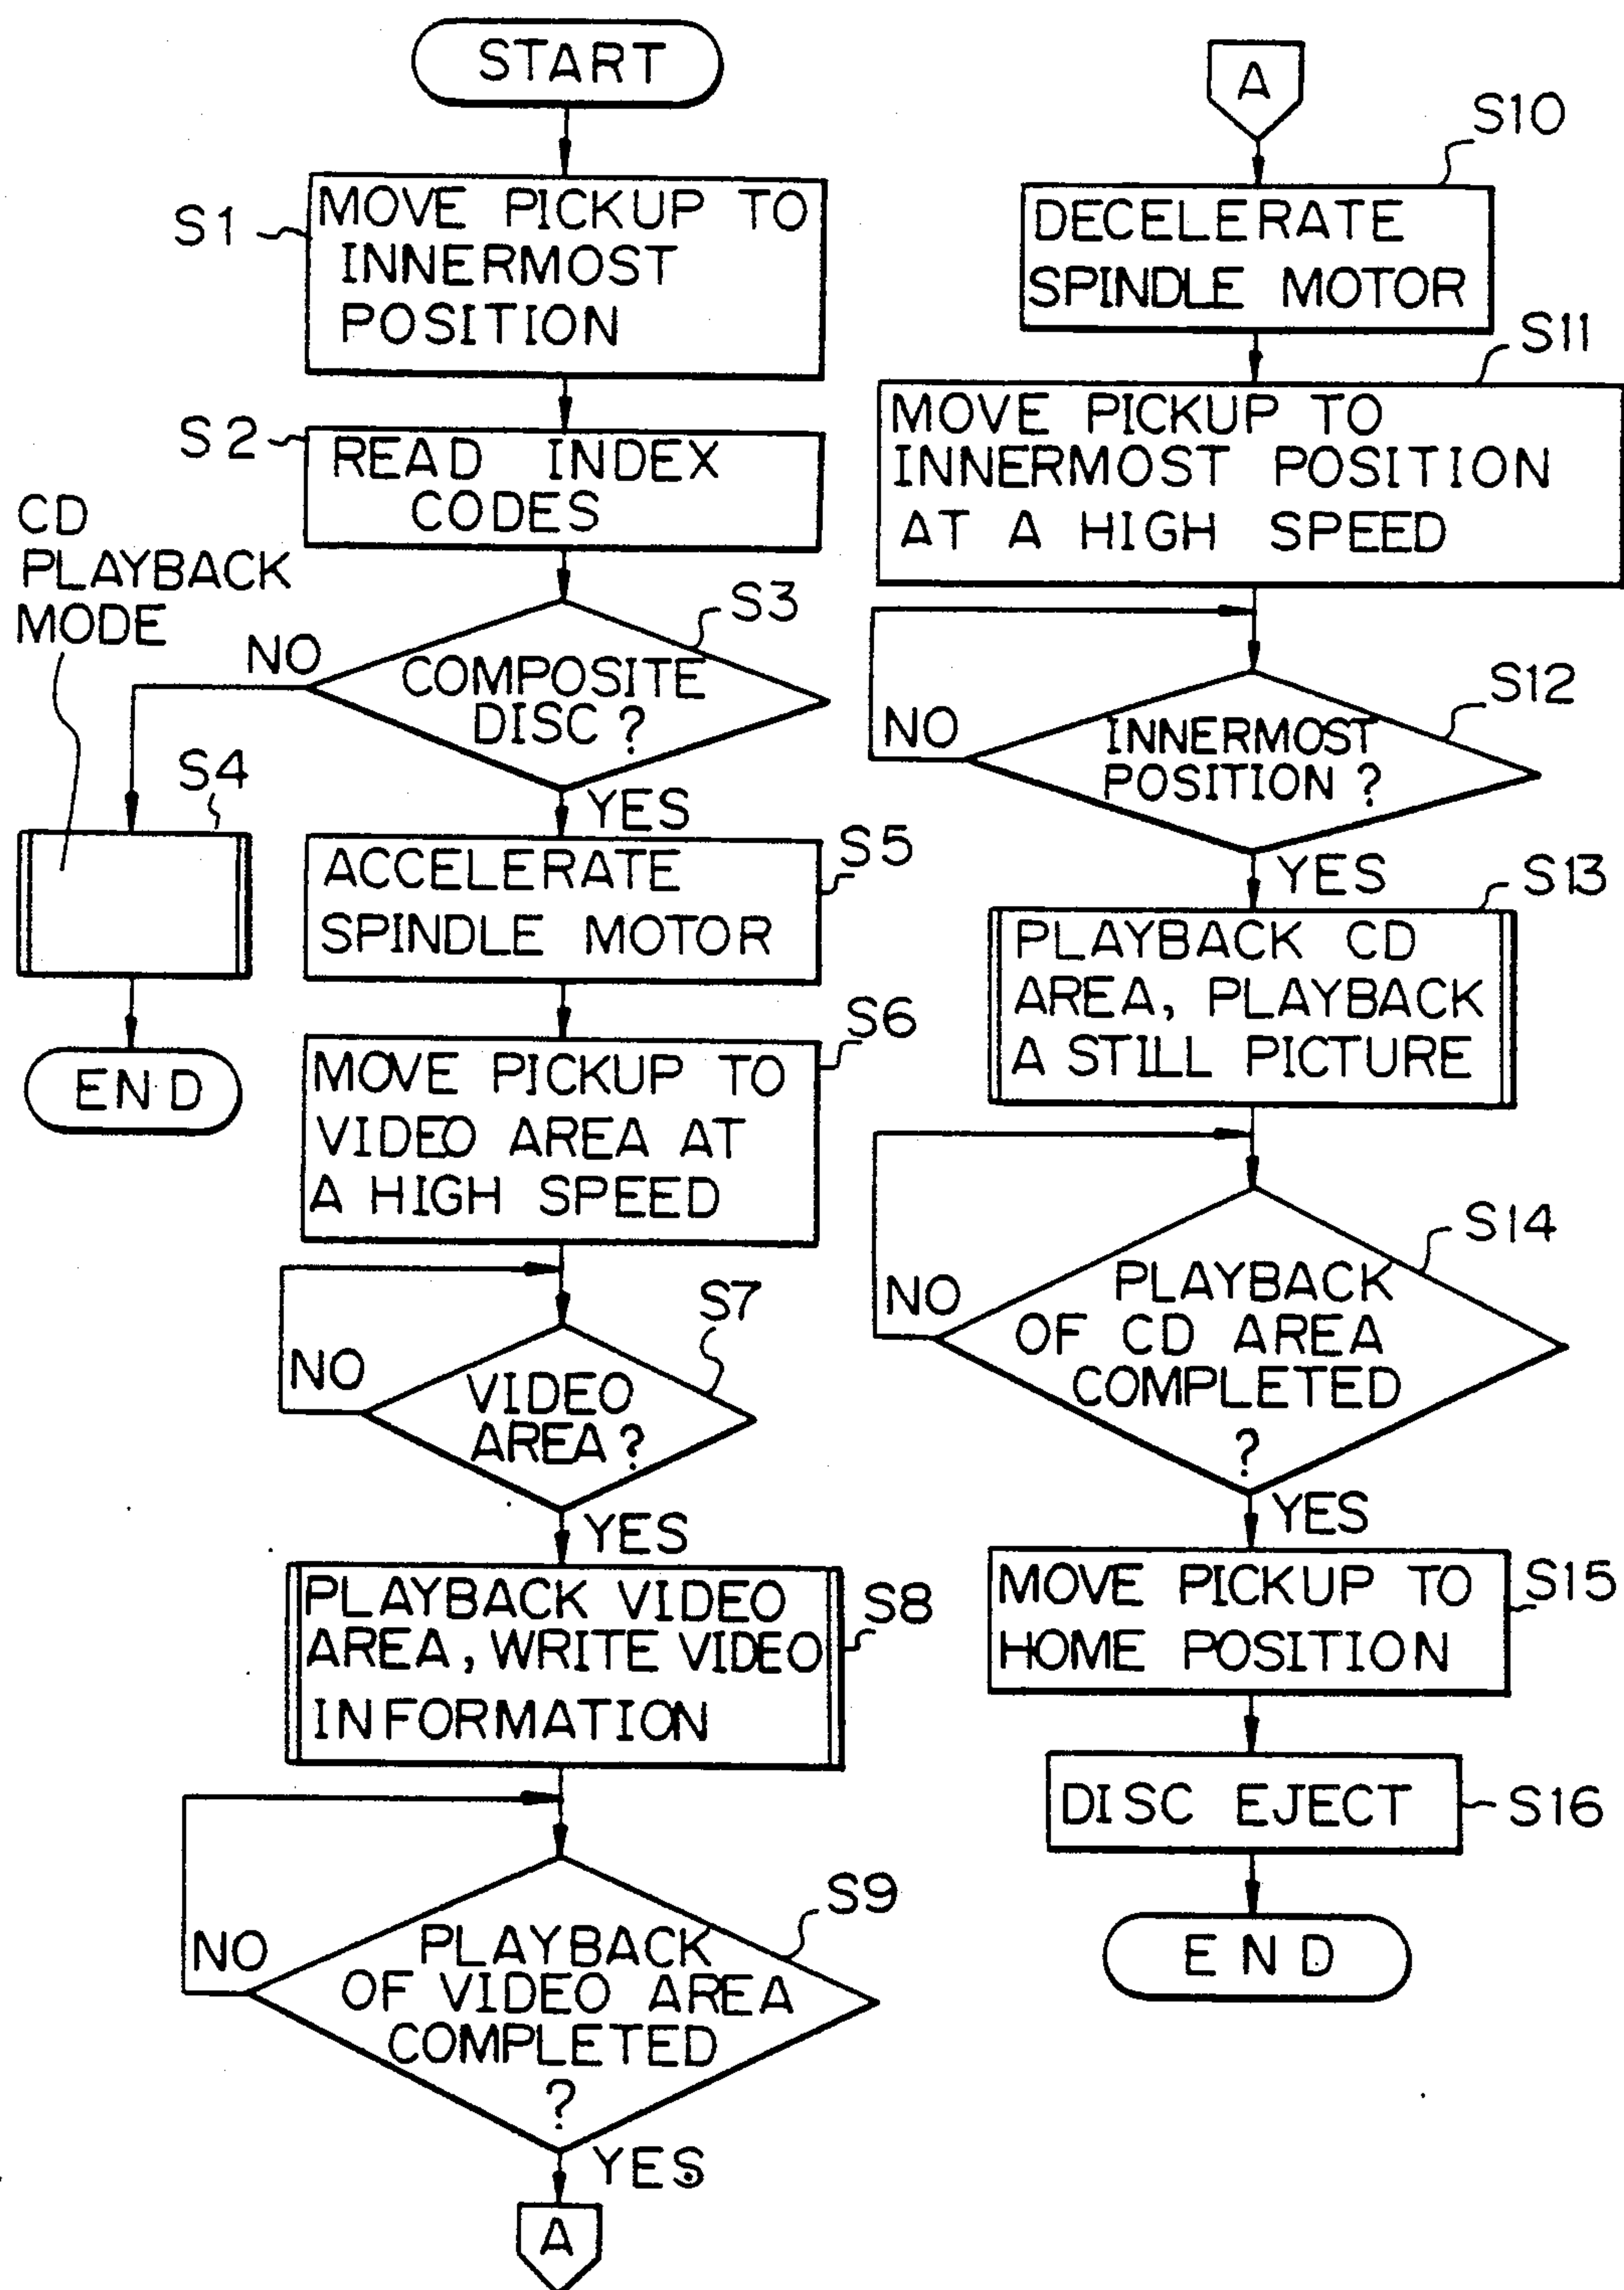 START
S1
MOVE PICKUP TO
INNERMOST
POSITION
S2
READ INDEX
CODES
CD
PLAYBACK
MODE
S3
NO
COMPOSITE
DISC?
YES
S4
END
S5
ACCELERATE
SPINDLE MOTOR
S6
MOVE PICKUP TO
VIDEO AREA AT
A HIGH SPEED
S7
NO
VIDEO
AREA?
YES
S8
PLAYBACK VIDEO
AREA, WRITE VIDEO
INFORMATION
S9
NO
PLAYBACK
OF VIDEO AREA
COMPLETED
?
YES
A
A
S10
DECELERATE
SPINDLE MOTOR
S11
MOVE PICKUP TO
INNERMOST POSITION
AT A HIGH SPEED
S12
NO
INNERMOST
POSITION?
YES
S13
PLAYBACK CD
AREA, PLAYBACK
A STILL PICTURE
S14
NO
PLAYBACK
OF CD AREA
COMPLETED
?
YES
S15
MOVE PICKUP TO
HOME POSITION
DISC EJECT
S16
END